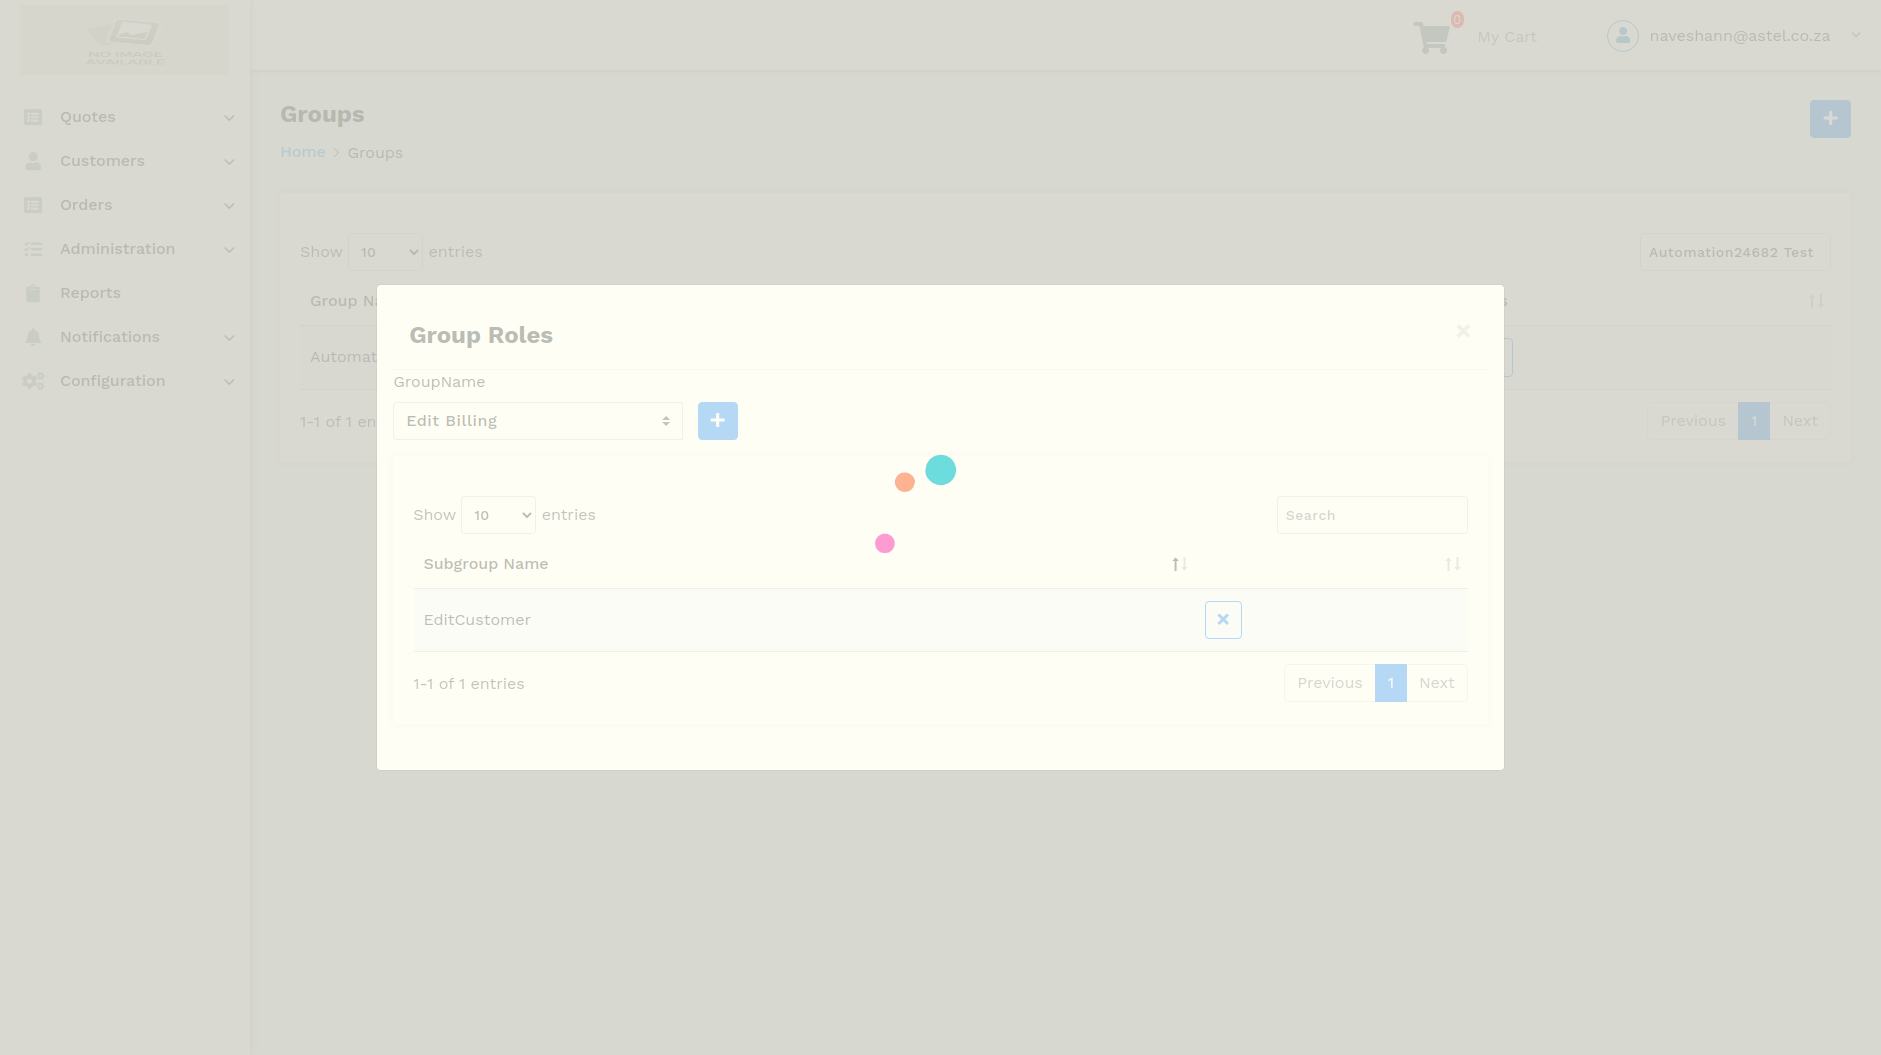 NO IMAGE
AVAILABLE
0
My Cart
naveshann@astel.co.za
Quotes
Customers
Orders
Administration
Reports
Notifications
Configuration
Groups
Home > Groups
Show 10 entries
Automation24682 Test
Group Na
Automat
1-1 of 1 en
Previous 1 Next
Group Roles
GroupName
Edit Billing
Show 10 entries
Search
Subgroup Name
EditCustomer
1-1 of 1 entries
Previous 1 Next